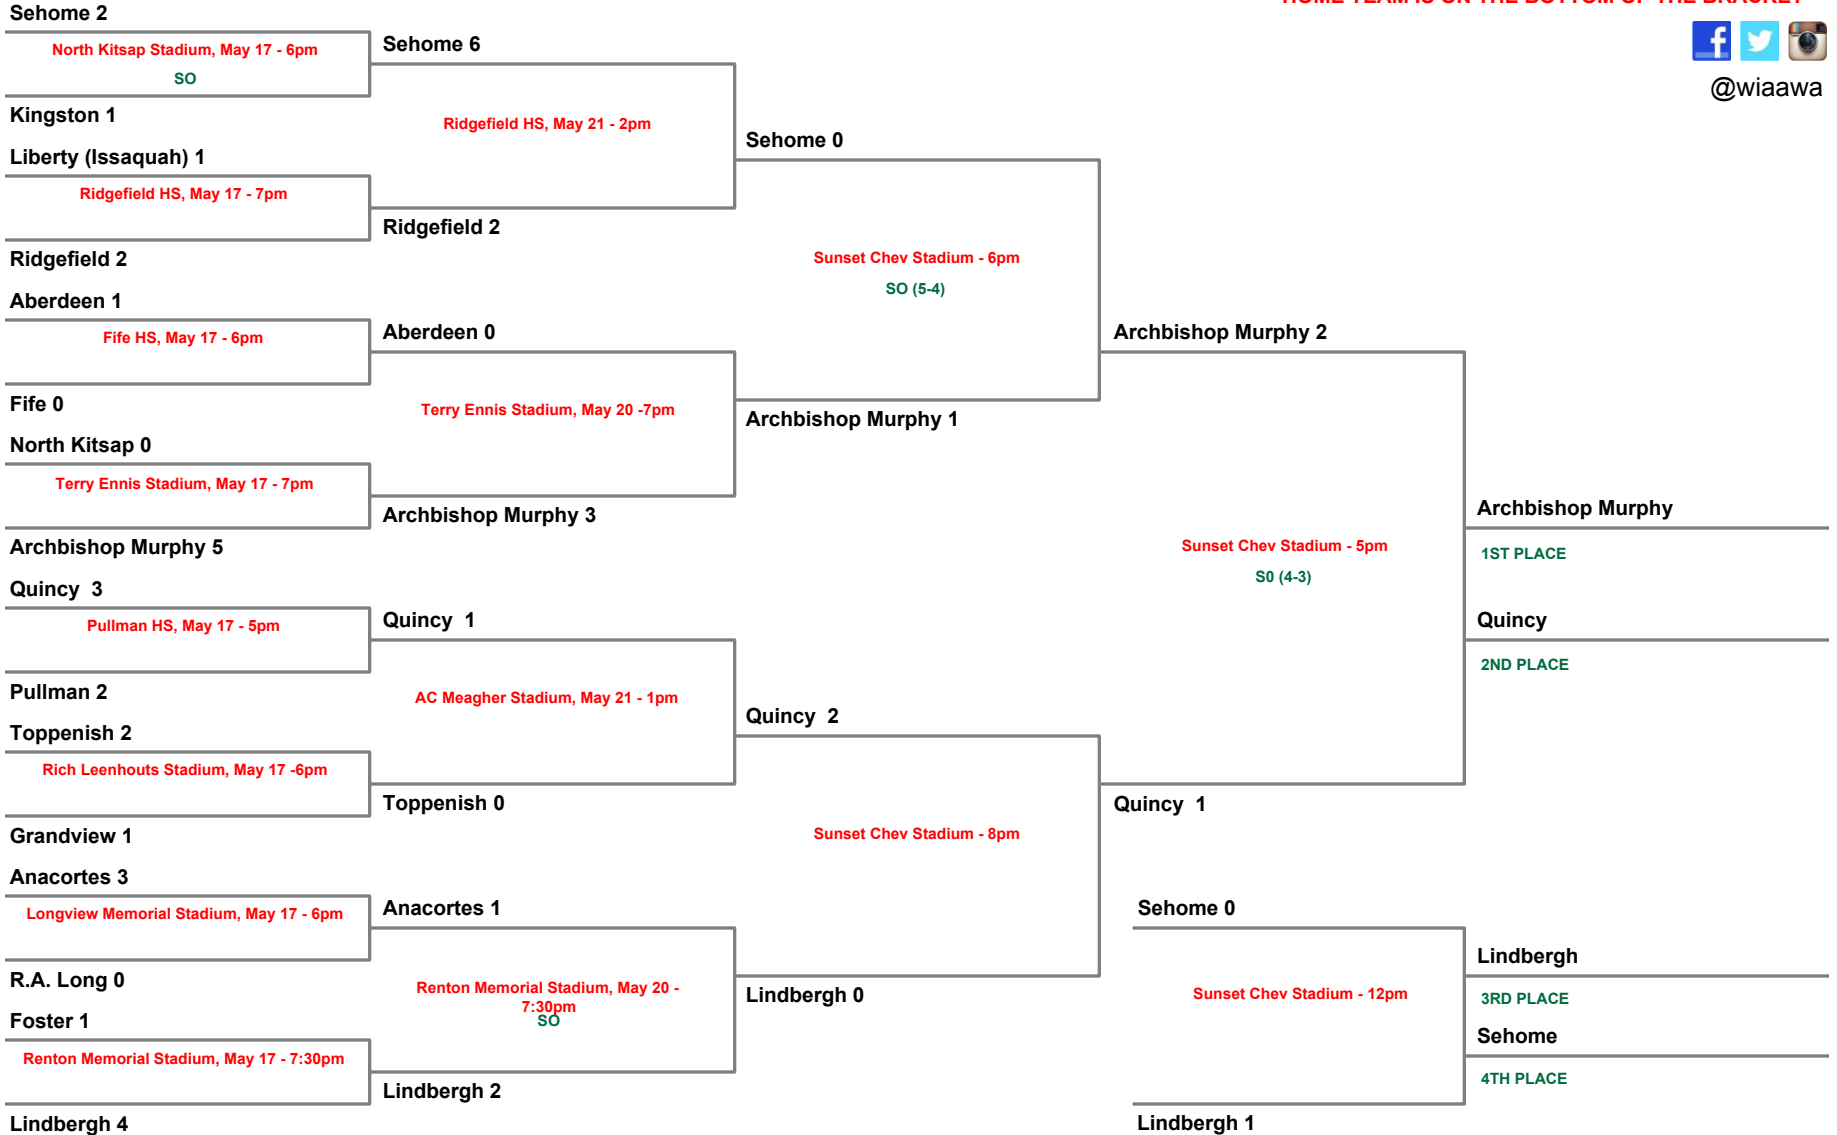 HOME TEAM IS ON THE BOTTOM OF THE BRACKET
@wiaawa
Sehome 2
North Kitsap Stadium, May 17 - 6pm
SO
Kingston 1
Liberty (Issaquah) 1
Ridgefield HS, May 17 - 7pm
Ridgefield 2
Aberdeen 1
Fife HS, May 17 - 6pm
Fife 0
North Kitsap 0
Terry Ennis Stadium, May 17 - 7pm
Archbishop Murphy 5
Quincy  3
Pullman HS, May 17 - 5pm
Pullman 2
Toppenish 2
Rich Leenhouts Stadium, May 17 -6pm
Grandview 1
Anacortes 3
Longview Memorial Stadium, May 17 - 6pm
R.A. Long 0
Foster 1
Renton Memorial Stadium, May 17 - 7:30pm
Lindbergh 4
Sehome 6
Ridgefield HS, May 21 - 2pm
Ridgefield 2
Aberdeen 0
Terry Ennis Stadium, May 20 -7pm
Archbishop Murphy 3
Quincy  1
AC Meagher Stadium, May 21 - 1pm
Toppenish 0
Anacortes 1
Renton Memorial Stadium, May 20 -
7:30pm
SO
Lindbergh 2
Sehome 0
Sunset Chev Stadium - 6pm
SO (5-4)
Archbishop Murphy 1
Quincy  2
Sunset Chev Stadium - 8pm
Lindbergh 0
Archbishop Murphy 2
Sunset Chev Stadium - 5pm
S0 (4-3)
Quincy  1
Sehome 0
Sunset Chev Stadium - 12pm
Lindbergh 1
Archbishop Murphy
1ST PLACE
Quincy
2ND PLACE
Lindbergh
3RD PLACE
Sehome
4TH PLACE